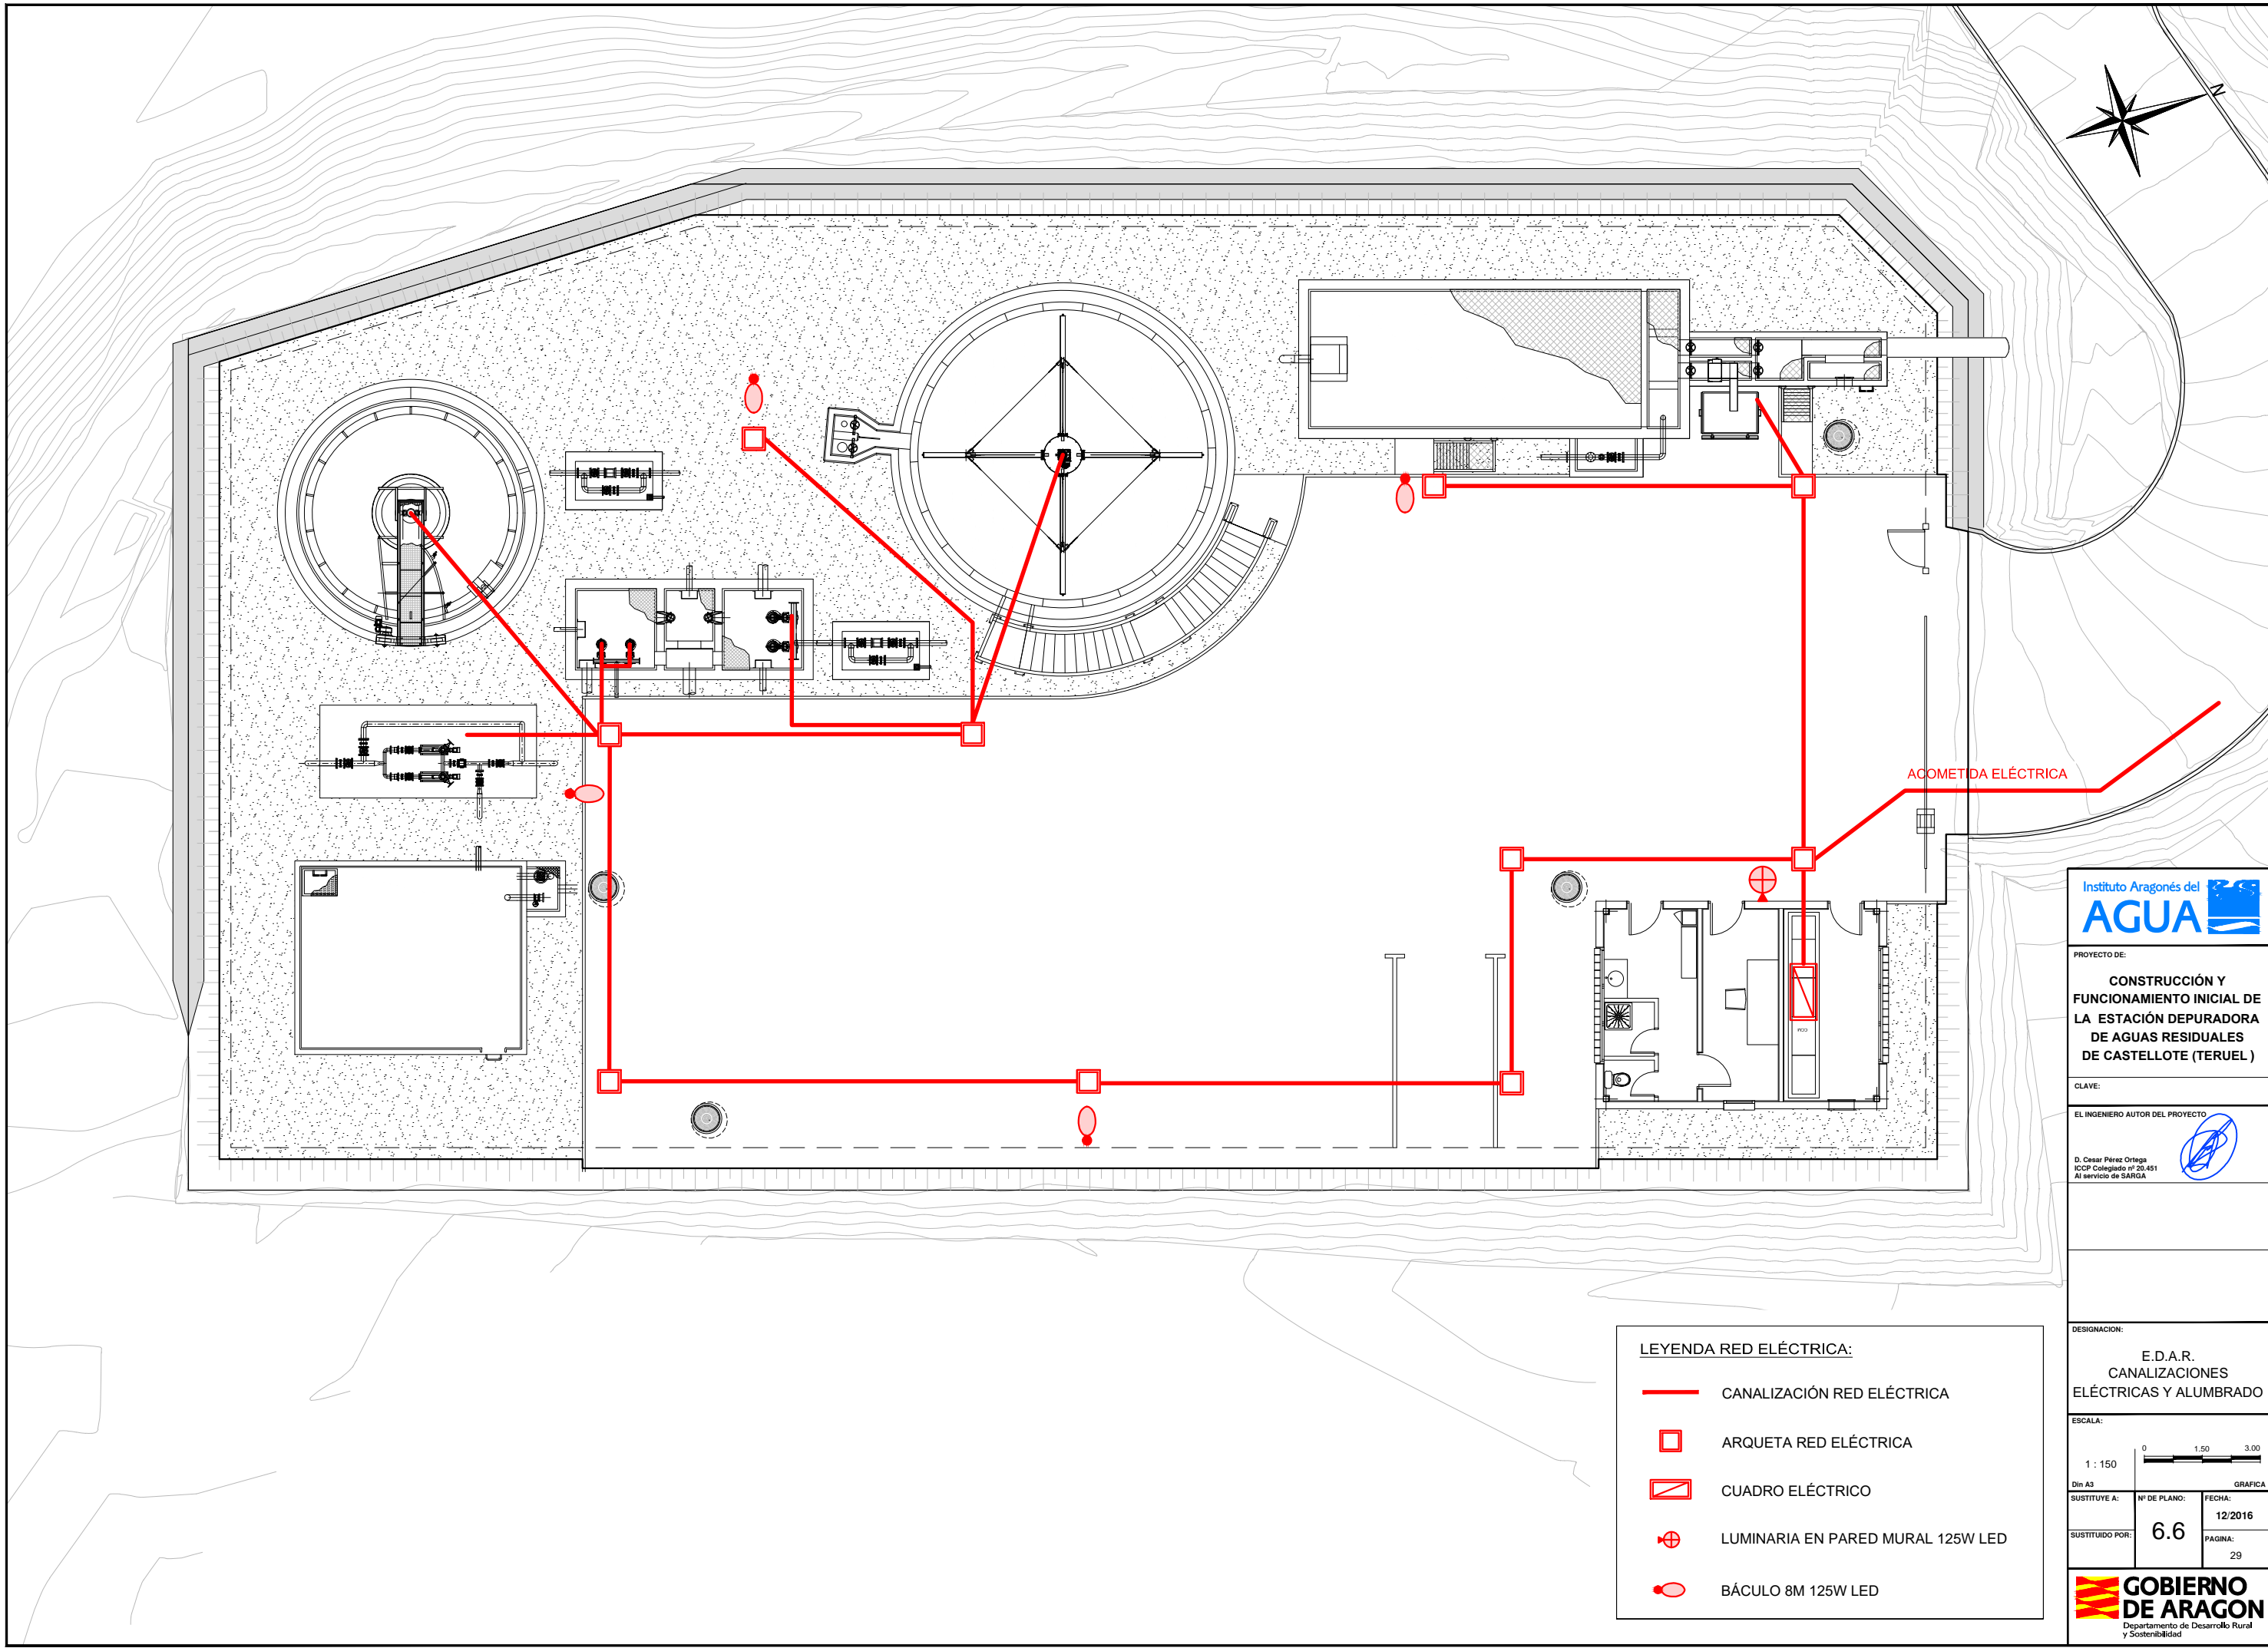 N
ACOMETIDA ELÉCTRICA
Instituto Aragonés del
AGUA
PROYECTO DE:
CONSTRUCCIÓN Y
FUNCIONAMIENTO INICIAL DE
LA ESTACIÓN DEPURADORA
DE AGUAS RESIDUALES
DE CASTELLOTE (TERUEL )
CLAVE:
EL INGENIERO AUTOR DEL PROYECTO
D. Cesar Pérez Ortega
ICCP Colegiado nº 20.451
Al servicio de SARGA
DESIGNACION:
E.D.A.R.
CANALIZACIONES
ELÉCTRICAS Y ALUMBRADO
ESCALA:
0 1.50 3.00
1 : 150
Din A3 GRAFICA
SUSTITUYE A: Nº DE PLANO: FECHA:
12/2016
SUSTITUIDO POR: 6.6 PAGINA:
29
GOBIERNO
DE ARAGON
Departamento de Desarrollo Rural
y Sostenibilidad
LEYENDA RED ELÉCTRICA:
CANALIZACIÓN RED ELÉCTRICA
ARQUETA RED ELÉCTRICA
CUADRO ELÉCTRICO
LUMINARIA EN PARED MURAL 125W LED
BÁCULO 8M 125W LED